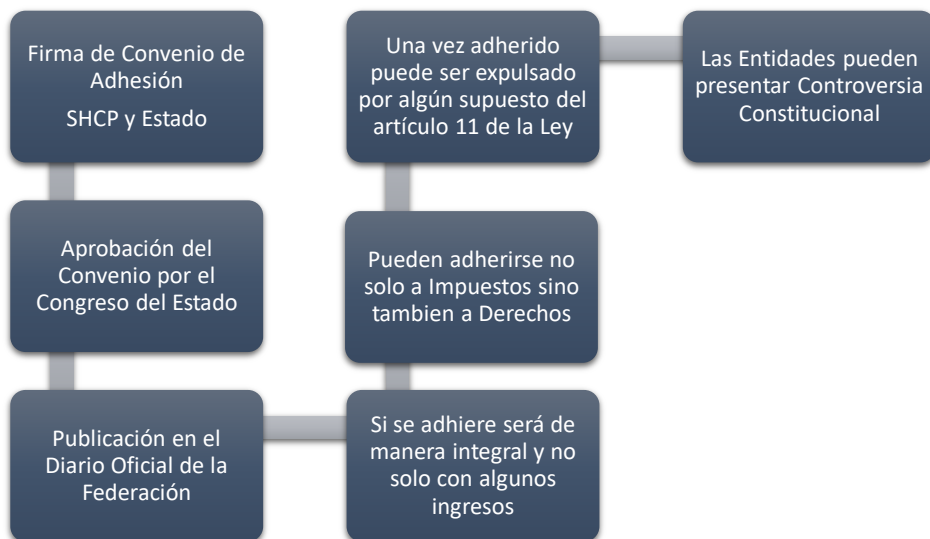 Firma de Convenio de
Adhesión
SHCP y Estado
Aprobación del
Convenio por el
Congreso del Estado
Publicación en el
Diario Oficial de la
Federación
Si se adhiere será de
manera integral y no
solo con algunos
ingresos
Pueden adherirse no
solo a Impuestos sino
tambien a Derechos
Una vez adherido
puede ser expulsado
por algún supuesto del
artículo 11 de la Ley
Las Entidades pueden
presentar Controversia
Constitucional